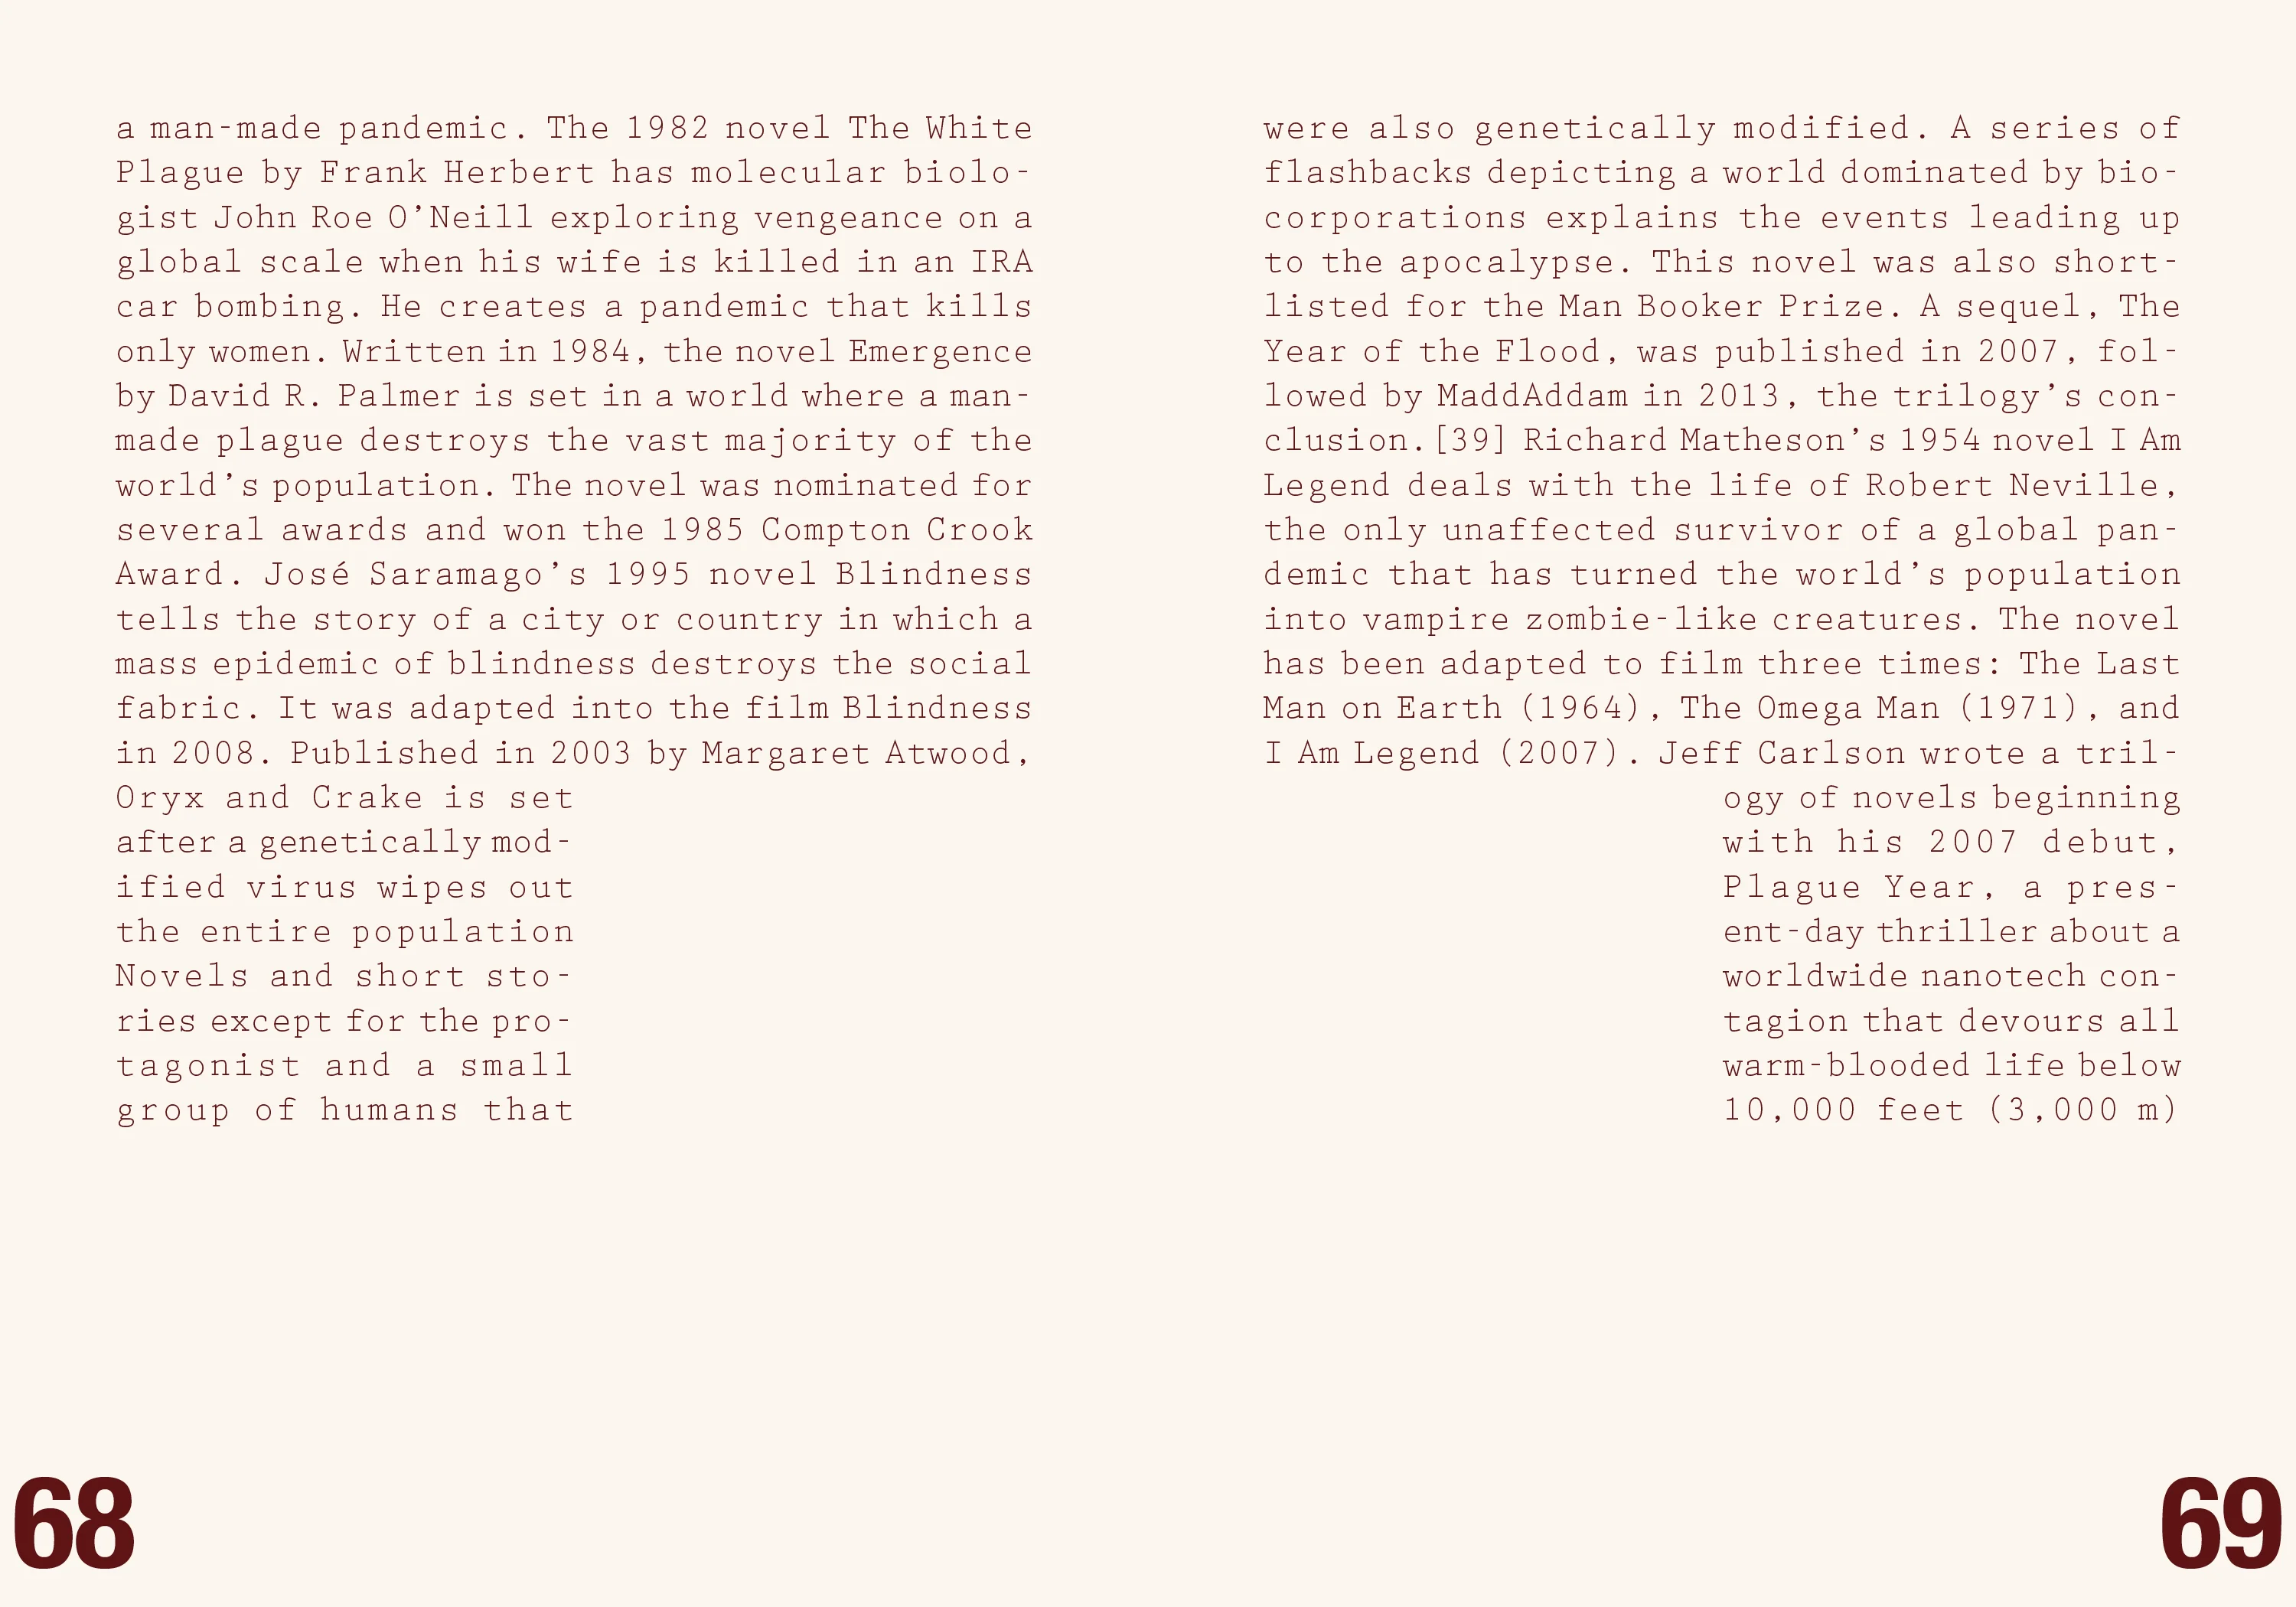 a man-made pandemic. The 1982 novel The White
Plague by Frank Herbert has molecular biolo-
gist John Roe O’Neill exploring vengeance on a
global scale when his wife is killed in an IRA
car bombing. He creates a pandemic that kills
only women. Written in 1984, the novel Emergence
by David R. Palmer is set in a world where a man-
made plague destroys the vast majority of the
world’s population. The novel was nominated for
several awards and won the 1985 Compton Crook
Award. José Saramago’s 1995 novel Blindness
tells the story of a city or country in which a
mass epidemic of blindness destroys the social
fabric. It was adapted into the film Blindness
in 2008. Published in 2003 by Margaret Atwood,
Oryx and Crake is set
after a genetically mod-
ified virus wipes out
the entire population
Novels and short sto-
ries except for the pro-
tagonist and a small
group of humans that
68
were also genetically modified. A series of
flashbacks depicting a world dominated by bio-
corporations explains the events leading up
to the apocalypse. This novel was also short-
listed for the Man Booker Prize. A sequel, The
Year of the Flood, was published in 2007, fol-
lowed by MaddAddam in 2013, the trilogy’s con-
clusion.[39] Richard Matheson’s 1954 novel I Am
Legend deals with the life of Robert Neville,
the only unaffected survivor of a global pan-
demic that has turned the world’s population
into vampire zombie-like creatures. The novel
has been adapted to film three times: The Last
Man on Earth (1964), The Omega Man (1971), and
I Am Legend (2007). Jeff Carlson wrote a tril-
ogy of novels beginning
with his 2007 debut,
Plague Year, a pres-
ent-day thriller about a
worldwide nanotech con-
tagion that devours all
warm-blooded life below
10,000 feet (3,000 m)
69